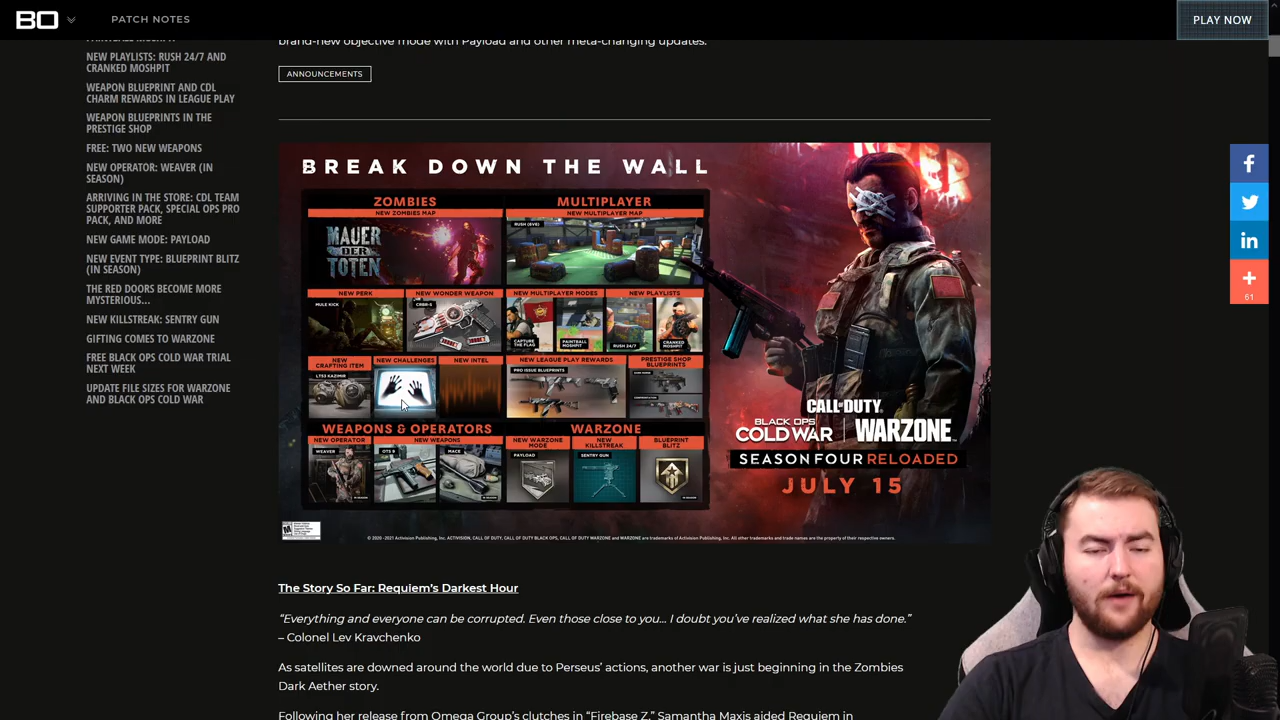 BO
PATCH NOTES
PLAY NOW
NEW PLAYLISTS: RUSH 24/7 AND
CRANKED MOSHPIT
WEAPON BLUEPRINT AND CDL
CHARM REWARDS IN LEAGUE PLAY
WEAPON BLUEPRINTS IN THE
PRESTIGE SHOP
FREE: TWO NEW WEAPONS
NEW OPERATOR: WEAVER (IN
SEASON)
ARRIVING IN THE STORE: CDL TEAM
SUPPORTER PACK, SPECIAL OPS PRO
PACK, AND MORE
NEW GAME MODE: PAYLOAD
NEW EVENT TYPE: BLUEPRINT BLITZ
(IN SEASON)
THE RED DOORS BECOME MORE
MYSTERIOUS...
NEW KILLSTREAK: SENTRY GUN
GIFTING COMES TO WARZONE
FREE BLACK OPS COLD WAR TRIAL
NEXT WEEK
UPDATE FILE SIZES FOR WARZONE
AND BLACK OPS COLD WAR
brand-new objective mode with Payload and other meta-changing updates.
ANNOUNCEMENTS
BREAK DOWN THE WALL
ZOMBIES
NEW ZOMBIES MAP
MAUER
DER
TOTEN
NEW PERK
MULE KICK
NEW WONDER WEAPON
CRBR-S
NEW CRAFTING ITEM
LT53 KAZIMIR
NEW CHALLENGES
NEW INTEL
MULTIPLAYER
NEW MULTIPLAYER MAP
RUSH (6V6)
NEW MULTIPLAYER MODES
CAPTURE
THE FLAG
PAINTBALL
MOSHPIT
NEW PLAYLISTS
RUSH 24/7
CRANKED
MOSHPIT
NEW LEAGUE PLAY REWARDS
PRO ISSUE BLUEPRINTS
PRESTIGE SHOP
BLUEPRINTS
WEAPONS & OPERATORS
NEW OPERATOR
WEAVER
IN SEASON
NEW WEAPONS
OTS 9
MACE
IN SEASON
WARZONE
NEW WARZONE
MODE
PAYLOAD
NEW
KILLSTREAK
SENTRY GUN
BLUEPRINT
BLITZ
IN SEASON
CALL OF DUTY
BLACK OPS
COLD WAR
WARZONE
SEASON FOUR RELOADED
JULY 15
© 2020 - 2021 Activision Publishing, Inc. ACTIVISION, CALL OF DUTY, CALL OF DUTY BLACK OPS, CALL OF DUTY WARZONE and WARZONE are trademarks of Activision Publishing, Inc. All other trademarks and trade names are the property of their respective owners.
61
The Story So Far: Requiem's Darkest Hour
“Everything and everyone can be corrupted. Even those close to you… I doubt you’ve realized what she has done.”
– Colonel Lev Kravchenko
As satellites are downed around the world due to Perseus’ actions, another war is just beginning in the Zombies
Dark Aether story.
Following her release from Omega Group’s clutches in “Firebase Z,” Samantha Maxis aided Requiem in